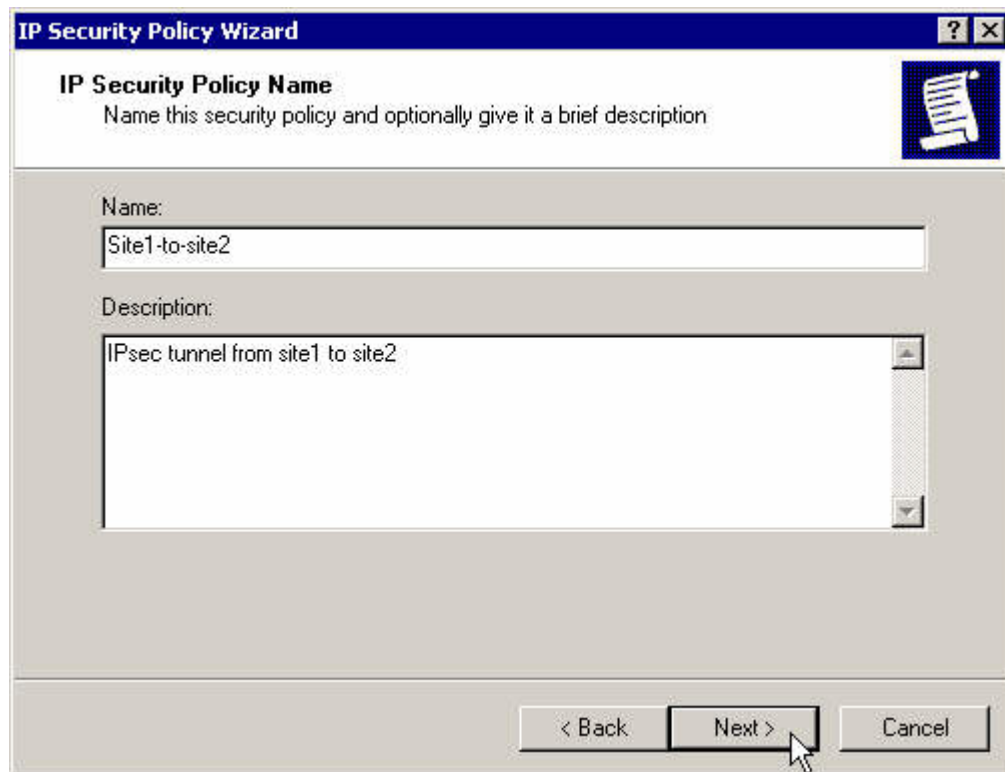 IP Security Policy Wizard
IP Security Policy Name
Name this security policy and optionally give it a brief description
Name:
Site1-to-site2
Description:
IPsec tunnel from site1 to site2
< Back
Next >
Cancel